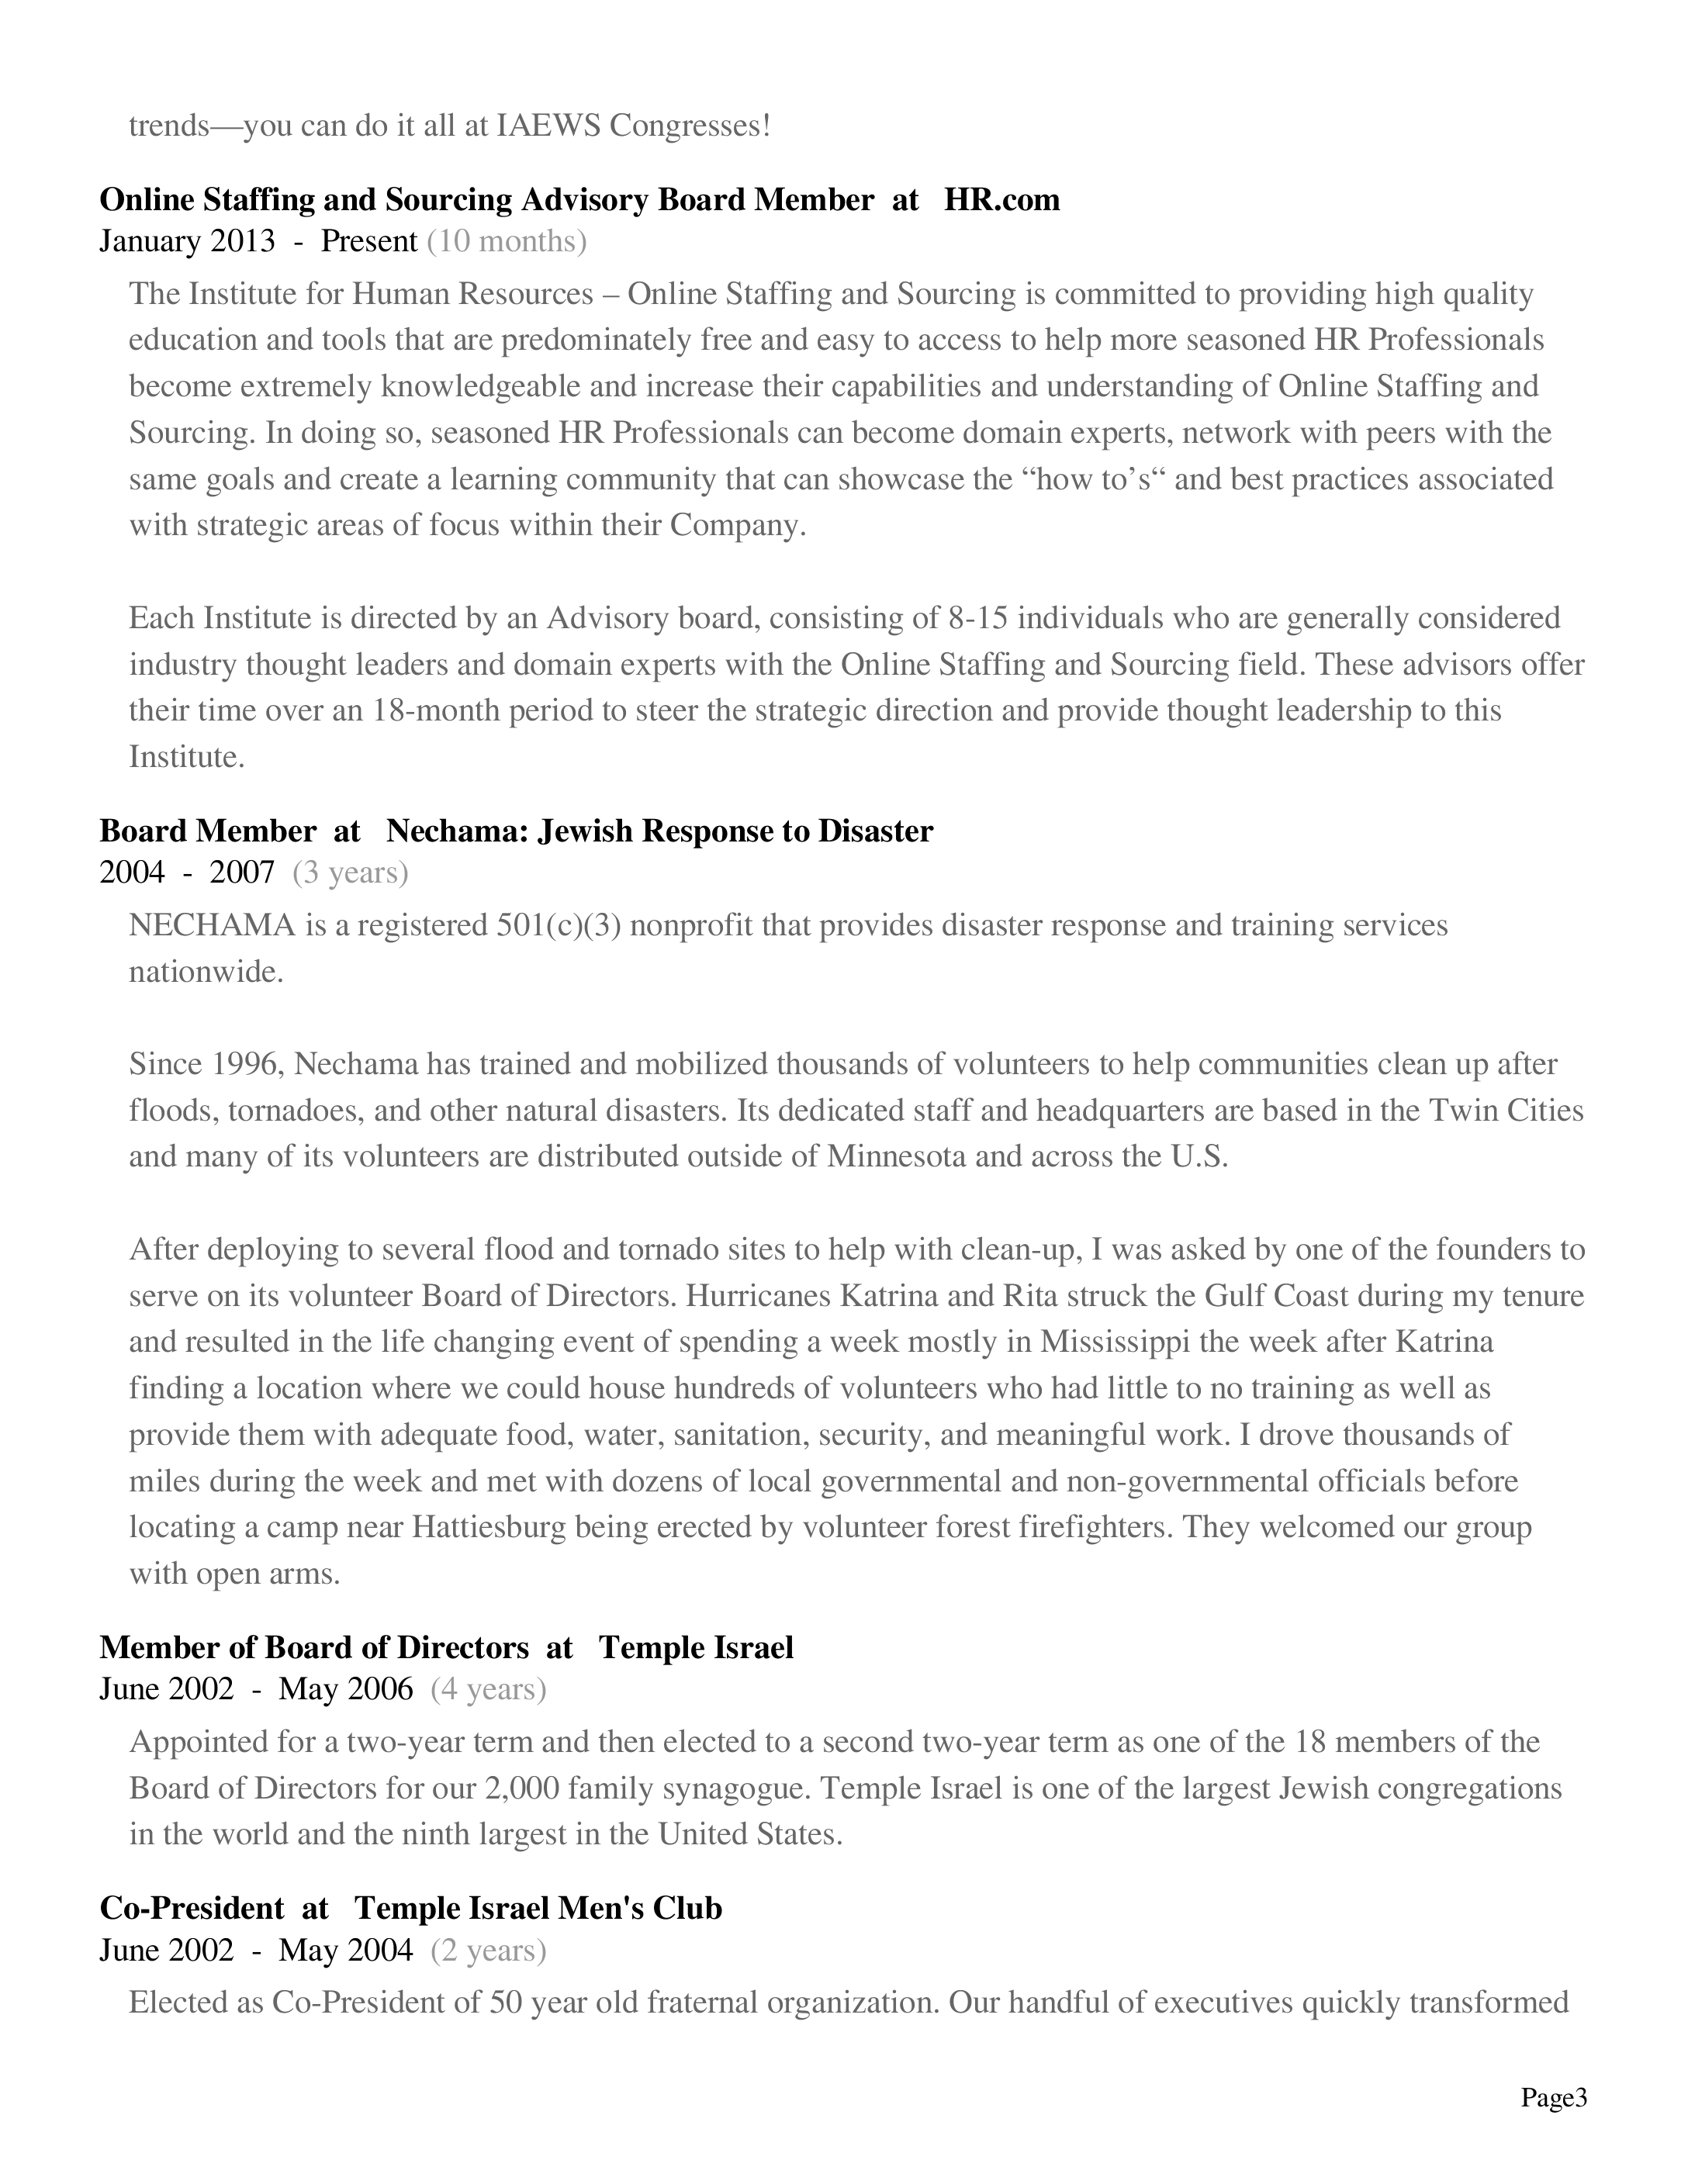 trends—you can do it all at IAEWS Congresses!
Online Staffing and Sourcing Advisory Board Member at HR.com
January 2013 - Present (10 months)
The Institute for Human Resources – Online Staffing and Sourcing is committed to providing high quality
education and tools that are predominately free and easy to access to help more seasoned HR Professionals
become extremely knowledgeable and increase their capabilities and understanding of Online Staffing and
Sourcing. In doing so, seasoned HR Professionals can become domain experts, network with peers with the
same goals and create a learning community that can showcase the “how to’s“ and best practices associated
with strategic areas of focus within their Company.
Each Institute is directed by an Advisory board, consisting of 8-15 individuals who are generally considered
industry thought leaders and domain experts with the Online Staffing and Sourcing field. These advisors offer
their time over an 18-month period to steer the strategic direction and provide thought leadership to this
Institute.
Board Member at Nechama: Jewish Response to Disaster
2004 - 2007 (3 years)
NECHAMA is a registered 501(c)(3) nonprofit that provides disaster response and training services
nationwide.
Since 1996, Nechama has trained and mobilized thousands of volunteers to help communities clean up after
floods, tornadoes, and other natural disasters. Its dedicated staff and headquarters are based in the Twin Cities
and many of its volunteers are distributed outside of Minnesota and across the U.S.
After deploying to several flood and tornado sites to help with clean-up, I was asked by one of the founders to
serve on its volunteer Board of Directors. Hurricanes Katrina and Rita struck the Gulf Coast during my tenure
and resulted in the life changing event of spending a week mostly in Mississippi the week after Katrina
finding a location where we could house hundreds of volunteers who had little to no training as well as
provide them with adequate food, water, sanitation, security, and meaningful work. I drove thousands of
miles during the week and met with dozens of local governmental and non-governmental officials before
locating a camp near Hattiesburg being erected by volunteer forest firefighters. They welcomed our group
with open arms.
Member of Board of Directors at Temple Israel
June 2002 - May 2006 (4 years)
Appointed for a two-year term and then elected to a second two-year term as one of the 18 members of the
Board of Directors for our 2,000 family synagogue. Temple Israel is one of the largest Jewish congregations
in the world and the ninth largest in the United States.
Co-President at Temple Israel Men's Club
June 2002 - May 2004 (2 years)
Elected as Co-President of 50 year old fraternal organization. Our handful of executives quickly transformed
Page3